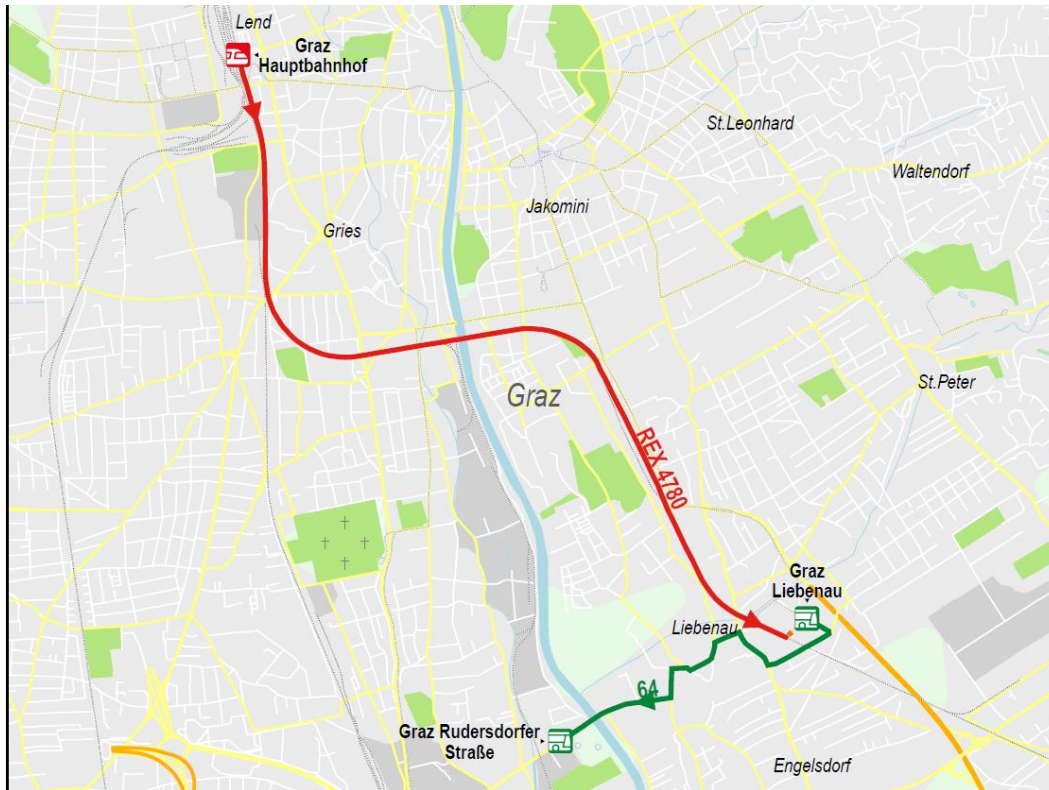 Lend
Graz
Hauptbahnhof
St.Leonhard
Waltendorf
Jakomini
Gries
St.Peter
Graz
REX 4780
Graz
Liebenau
Liebenau
64
Graz Rudersdorfer
Straße
Engelsdorf